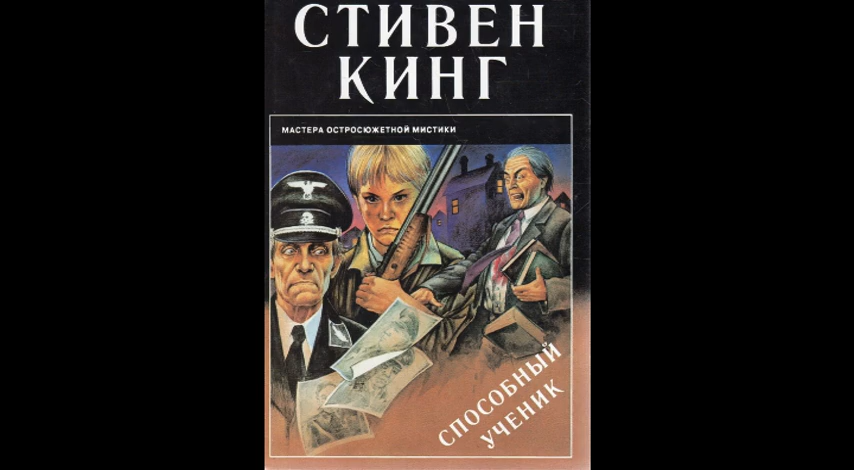 СТИВЕН
КИНГ
МАСТЕРА ОСТРОСЮЖЕТНОЙ МИСТИКИ
СПОСОБНЫЙ
УЧЕНИК